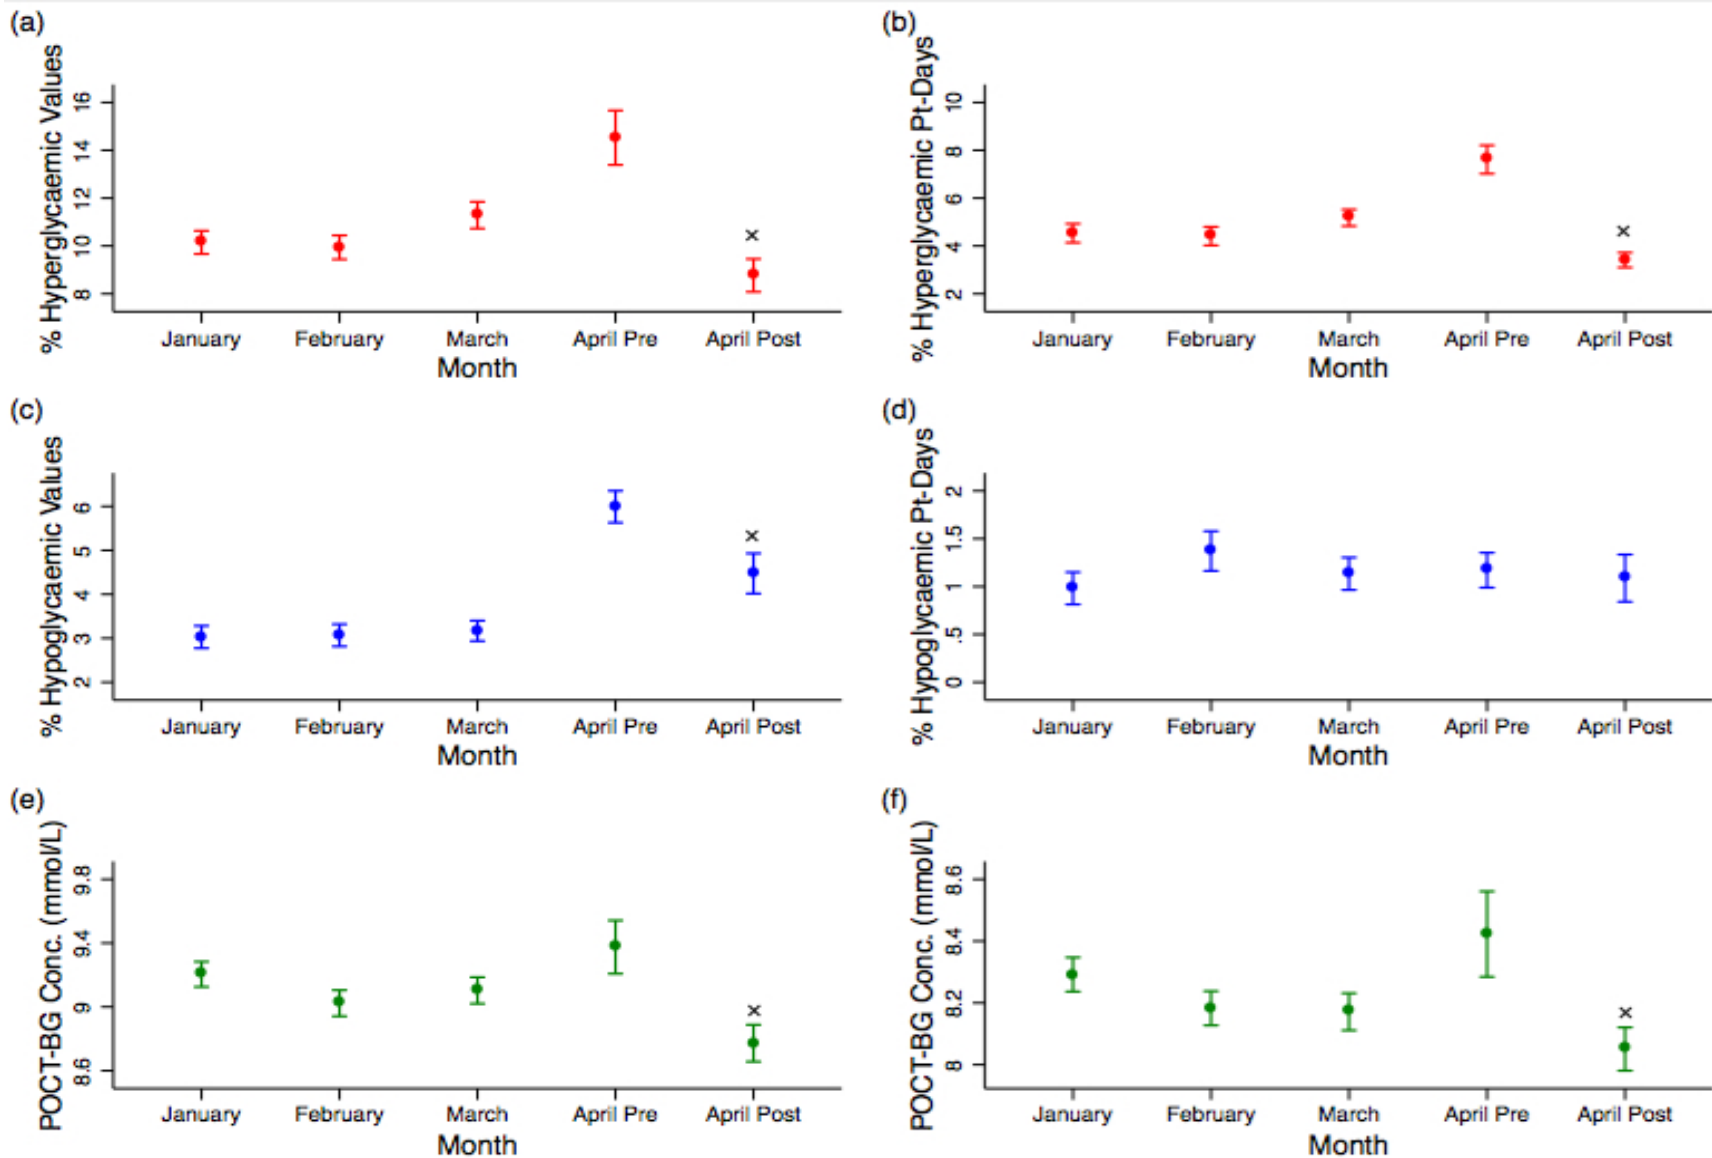 (a)
% Hyperglycaemic Values
16
14
12
10
8
January February March April Pre April Post
Month
×
(b)
% Hyperglycaemic Pt-Days
10
8
6
4
2
January February March April Pre April Post
Month
×
(c)
% Hypoglycaemic Values
6
5
4
3
2
January February March April Pre April Post
Month
×
(d)
% Hypoglycaemic Pt-Days
2
1.5
1
.5
0
January February March April Pre April Post
Month
(e)
POCT-BG Conc. (mmol/L)
9.8
9.4
9
8.6
January February March April Pre April Post
Month
×
(f)
POCT-BG Conc. (mmol/L)
8.6
8.4
8.2
8
January February March April Pre April Post
Month
×